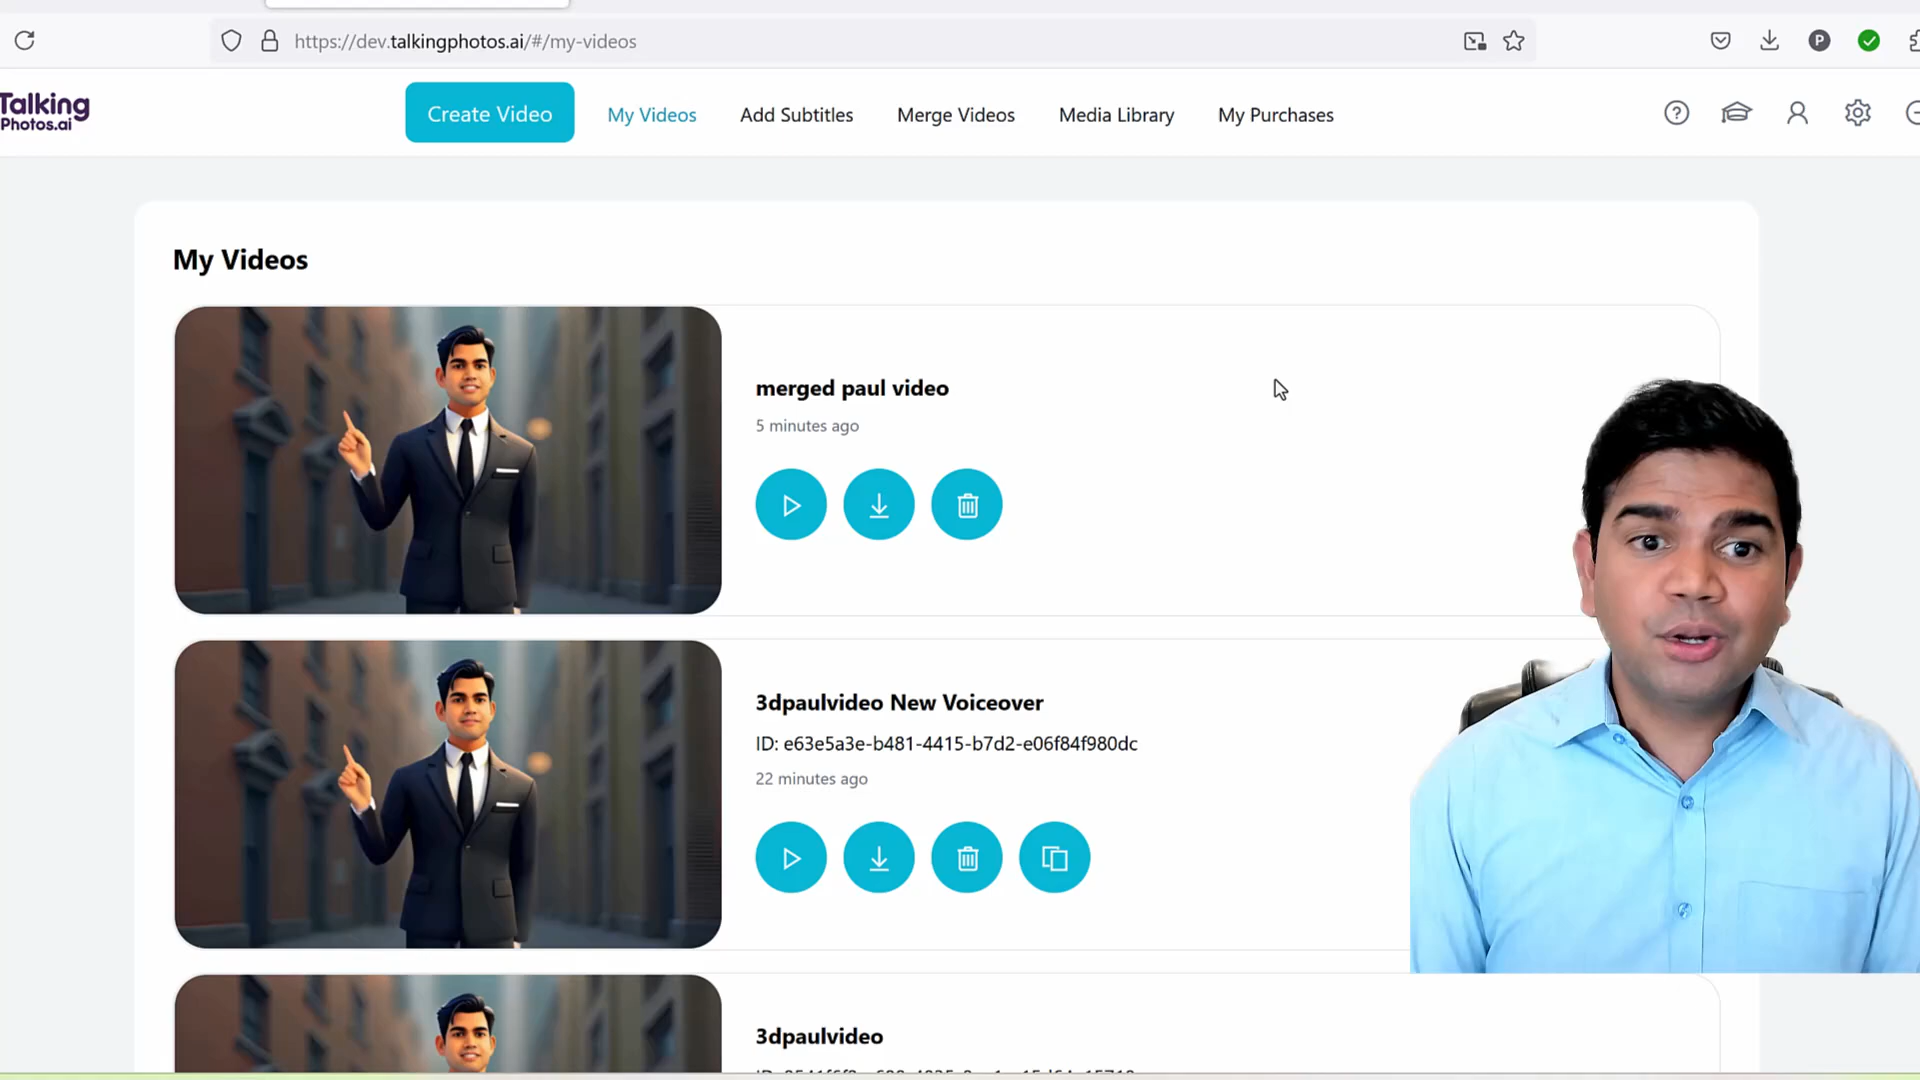 https://dev.talkingphotos.ai/#/my-videos
P
Talking
Photos.ai
Create Video
My Videos
Add Subtitles
Merge Videos
Media Library
My Purchases
My Videos
merged paul video
5 minutes ago
3dpaulvideo New Voiceover
ID: e63e5a3e-b481-4415-b7d2-e06f84f980dc
22 minutes ago
3dpaulvideo